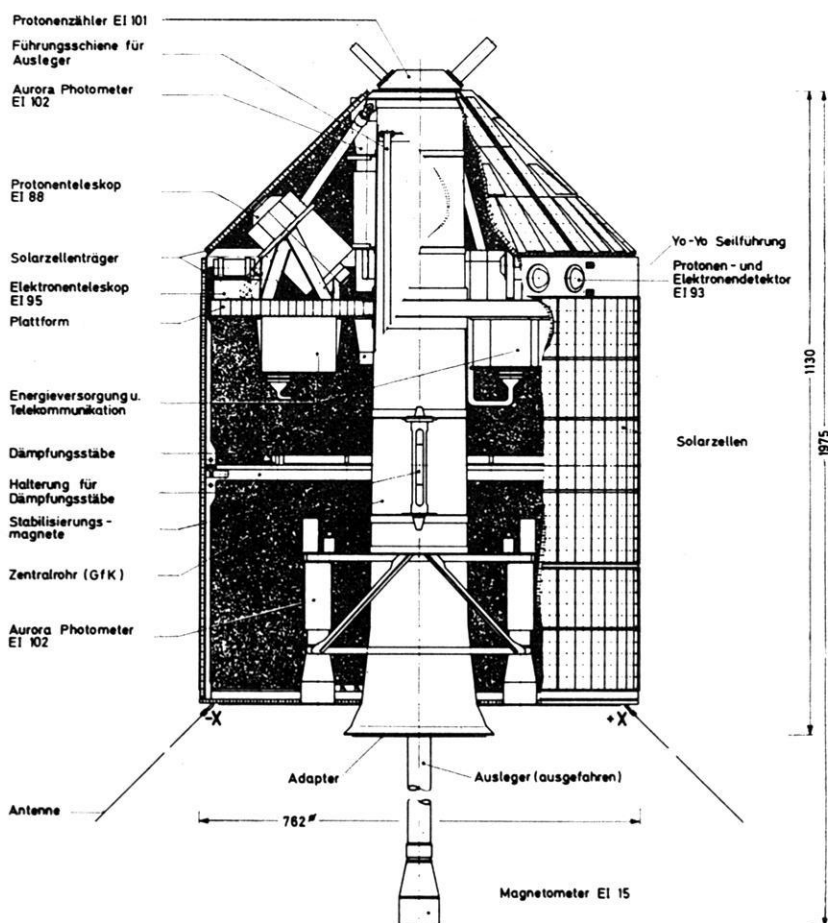 Protonenzähler EI 101
Führungsschiene für
Ausleger
Aurora Photometer
EI 102
Protonenteleskop
EI 88
Solarzellenträger
Elektronenteleskop
EI 95
Plattform
Energieversorgung u.
Telekommunikation
Dämpfungsstäbe
Halterung für
Dämpfungsstäbe
Stabilisierungs-
magnete
Zentralrohr (GfK)
Aurora Photometer
EI 102
Yo-Yo Seilführung
Protonen- und
Elektronendetektor
EI 93
Solarzellen
1130
1975
-X
+X
Adapter
Ausleger (ausgefahren)
Antenne
762 ø
Magnetometer EI 15